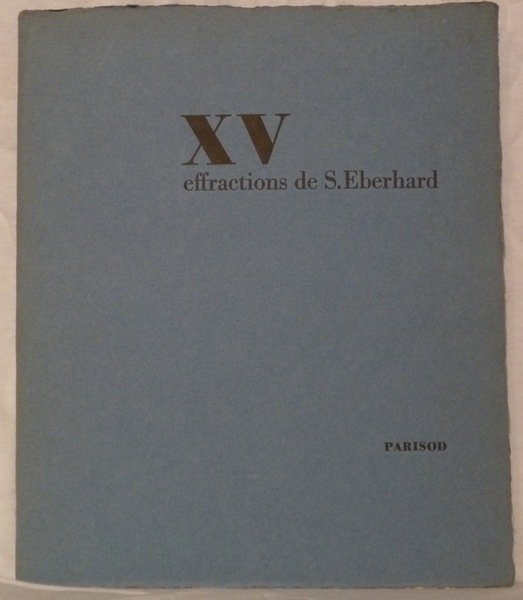 XV
effractions de S.Eberhard
PARISOD